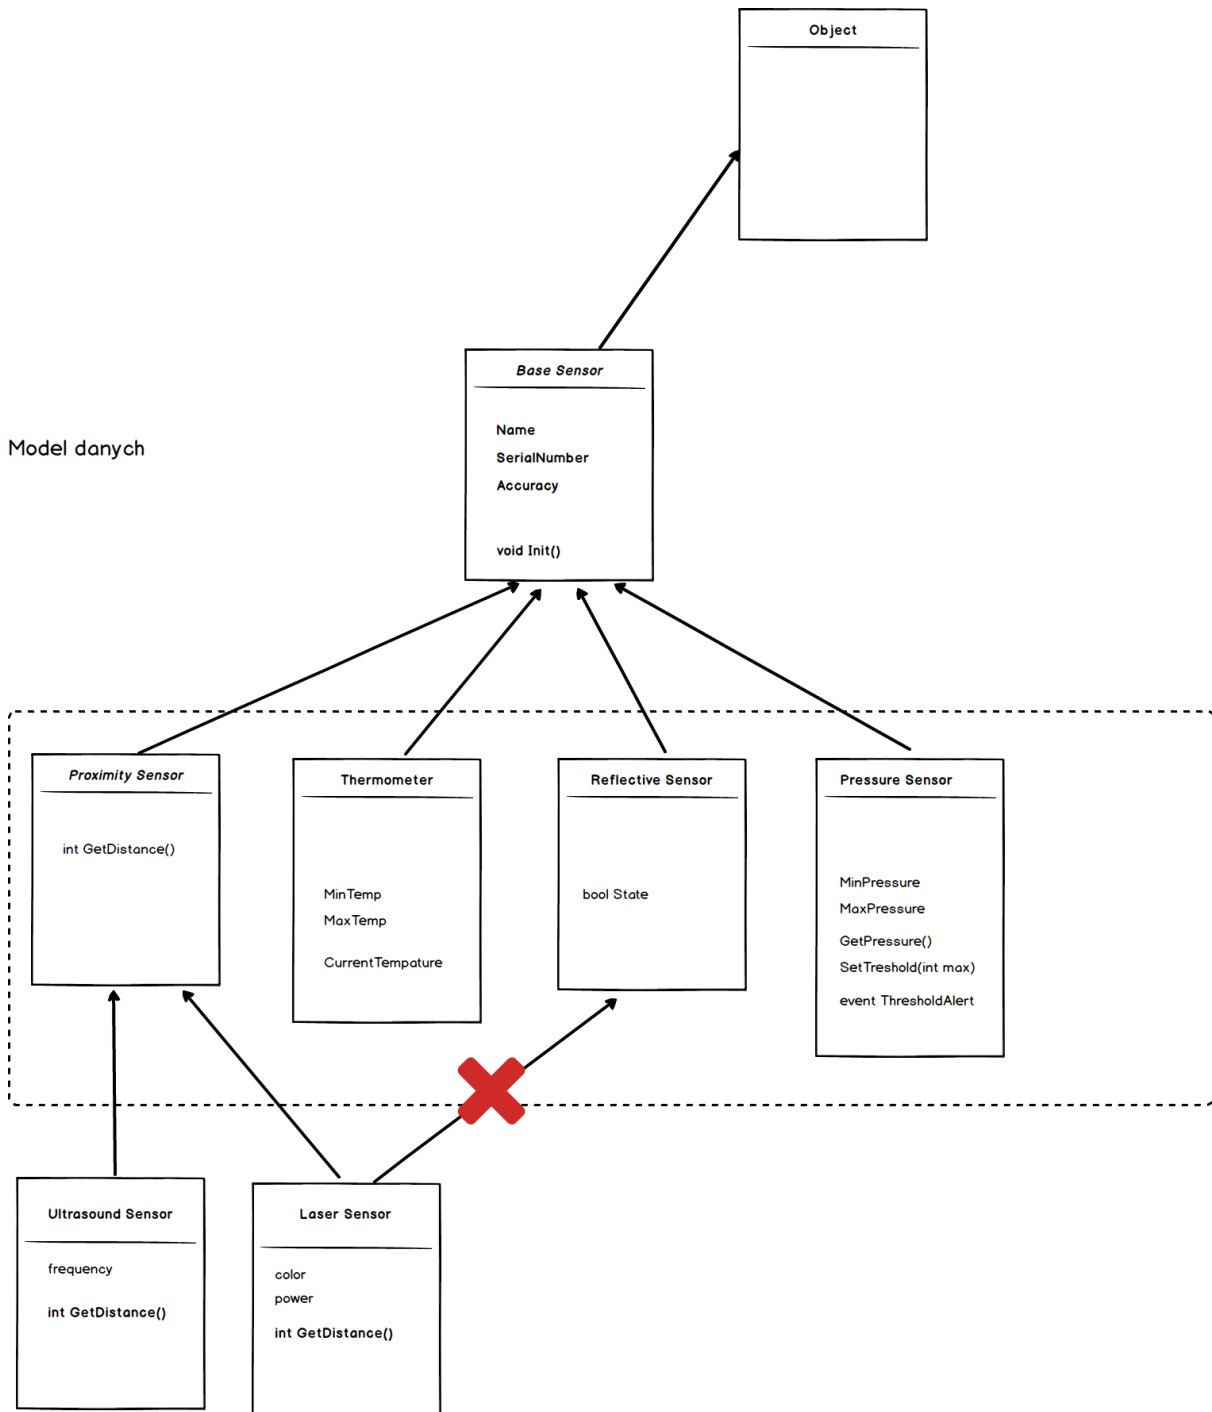 Object
Base Sensor
Name
SerialNumber
Accuracy
void Init()
Model danych
Proximity Sensor
int GetDistance()
Thermometer
MinTemp
MaxTemp
CurrentTempature
Reflective Sensor
bool State
Pressure Sensor
MinPressure
MaxPressure
GetPressure()
SetTreshold(int max)
event ThresholdAlert
Ultrasound Sensor
frequency
int GetDistance()
Laser Sensor
color
power
int GetDistance()